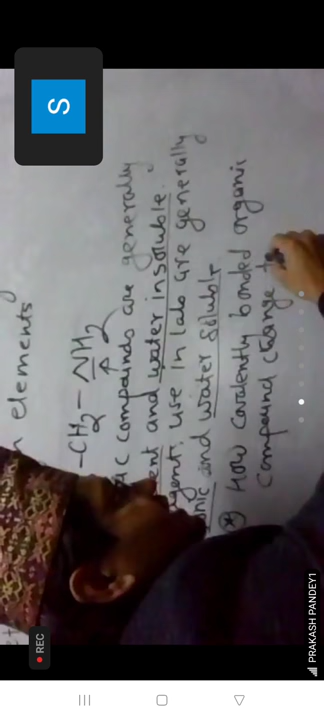 elements
-CH2-NH2
compounds are generally
and water insoluble.
use in lab are generally
and water soluble
(*) How covalently bonded organic
compound change to
S
REC
PRAKASH PANDEY1